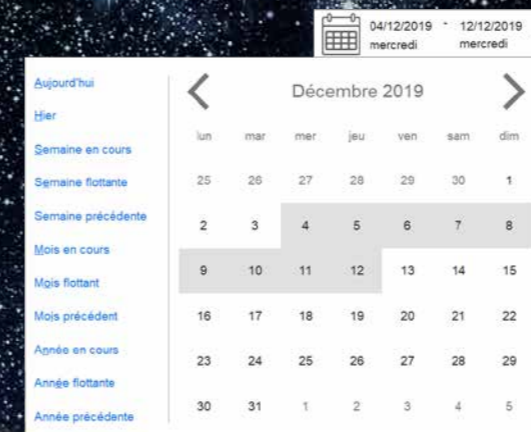 04/12/2019 - 12/12/2019
mercredi mercredi
Aujourd'hui
Hier
Semaine en cours
Semaine flottante
Semaine précédente
Mois en cours
Mois flottant
Mois précédent
Année en cours
Année flottante
Année précédente
Décembre 2019
lun mar mer jeu ven sam dim
25 26 27 28 29 30 1
2 3 4 5 6 7 8
9 10 11 12 13 14 15
16 17 18 19 20 21 22
23 24 25 26 27 28 29
30 31 1 2 3 4 5